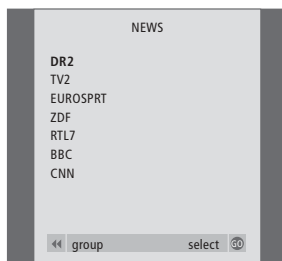 NEWS
DR2
TV2
EUROSPRT
ZDF
RTL7
BBC
CNN
group select GO